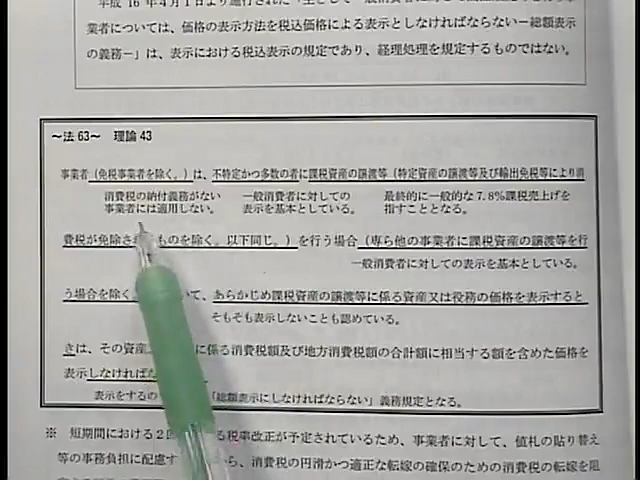 平成 16 年4月1日より施行された
業者については、価格の表示方法を税込価格による表示としなければならない－総額表示
の義務－」は、表示における税込表示の規定であり、経理処理を規定するものではない。
～法 63～ 理論 43
事業者（免税事業者を除く。）は、不特定かつ多数の者に課税資産の譲渡等（特定資産の譲渡等及び輸出免税等により消
消費税の納付義務がない 一般消費者に対しての 最終的に一般的な 7.8%課税売上げを
事業者には適用しない。 表示を基本としている。 指すこととなる。
費税が免除さ ものを除く。以下同じ。）を行う場合（専ら他の事業者に課税資産の譲渡等を行
一般消費者に対しての表示を基本としている。
う場合を除く いて、あらかじめ課税資産の譲渡等に係る資産又は役務の価格を表示すると
そもそも表示しないことも認めている。
きは、その資産 に係る消費税額及び地方消費税額の合計額に相当する額を含めた価格を
表示しなければ
表示をするの 「総額表示にしなければならない」義務規定となる。
※ 短期間における２回 る税率改正が予定されているため、事業者に対して、値札の貼り替え
等の事務負担に配慮す から、消費税の円滑かつ適正な転嫁の確保のための消費税の転嫁を阻